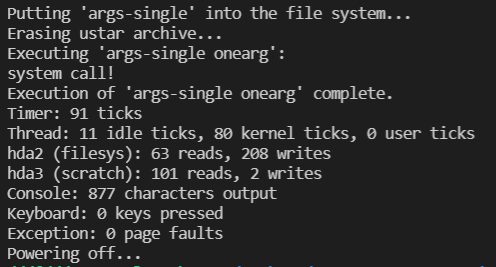 Putting 'args-single' into the file system...
Erasing ustar archive...
Executing 'args-single onearg':
system call!
Execution of 'args-single onearg' complete.
Timer: 91 ticks
Thread: 11 idle ticks, 80 kernel ticks, 0 user ticks
hda2 (filesys): 63 reads, 208 writes
hda3 (scratch): 101 reads, 2 writes
Console: 877 characters output
Keyboard: 0 keys pressed
Exception: 0 page faults
Powering off...